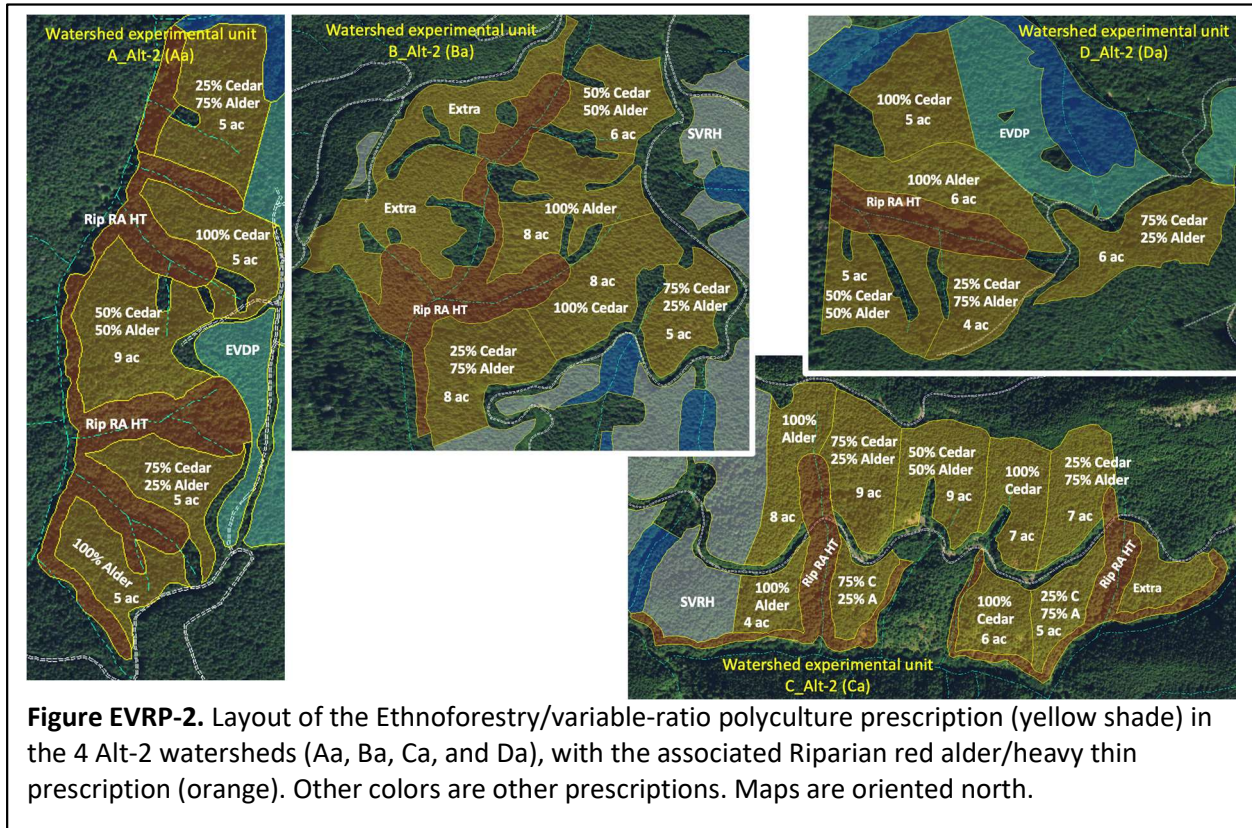 Watershed experimental unit
A_Alt-2 (Aa)
25% Cedar
75% Alder
5 ac
Rip RA HT
100% Cedar
5 ac
50% Cedar
50% Alder
9 ac
EVDP
Rip RA HT
75% Cedar
25% Alder
5 ac
100% Alder
5 ac
Watershed experimental unit
B_Alt-2 (Ba)
Extra
50% Cedar
50% Alder
6 ac
SVRH
Extra
100% Alder
8 ac
8 ac
100% Cedar
75% Cedar
25% Alder
5 ac
Rip RA HT
25% Cedar
75% Alder
8 ac
Watershed experimental unit
D_Alt-2 (Da)
100% Cedar
5 ac
EVDP
100% Alder
6 ac
Rip RA HT
75% Cedar
25% Alder
6 ac
5 ac
50% Cedar
50% Alder
25% Cedar
75% Alder
4 ac
100%
Alder
8 ac
75% Cedar
25% Alder
9 ac
50% Cedar
50% Alder
9 ac
100%
Cedar
7 ac
25% Cedar
75% Alder
7 ac
SVRH
100%
Alder
4 ac
Rip RA HT
75% C
25% A
100%
Cedar
6 ac
25% C
75% A
5 ac
Rip RA HT
Extra
Watershed experimental unit
C_Alt-2 (Ca)
Figure EVRP-2. Layout of the Ethnoforestry/variable-ratio polyculture prescription (yellow shade) in
the 4 Alt-2 watersheds (Aa, Ba, Ca, and Da), with the associated Riparian red alder/heavy thin
prescription (orange). Other colors are other prescriptions. Maps are oriented north.